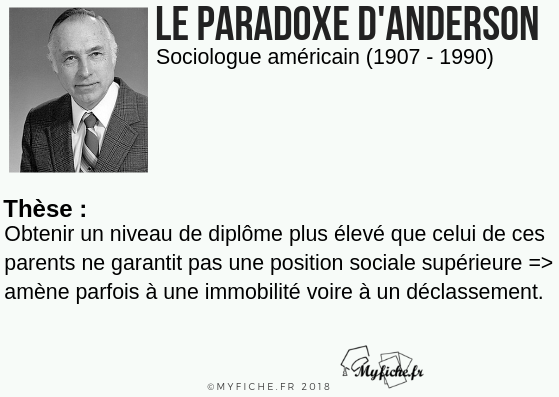 LE PARADOXE D'ANDERSON
Sociologue américain (1907 - 1990)
Thèse :
Obtenir un niveau de diplôme plus élevé que celui de ces
parents ne garantit pas une position sociale supérieure =>
amène parfois à une immobilité voire à un déclassement.
Myfiche.fr
©MYFICHE.FR 2018